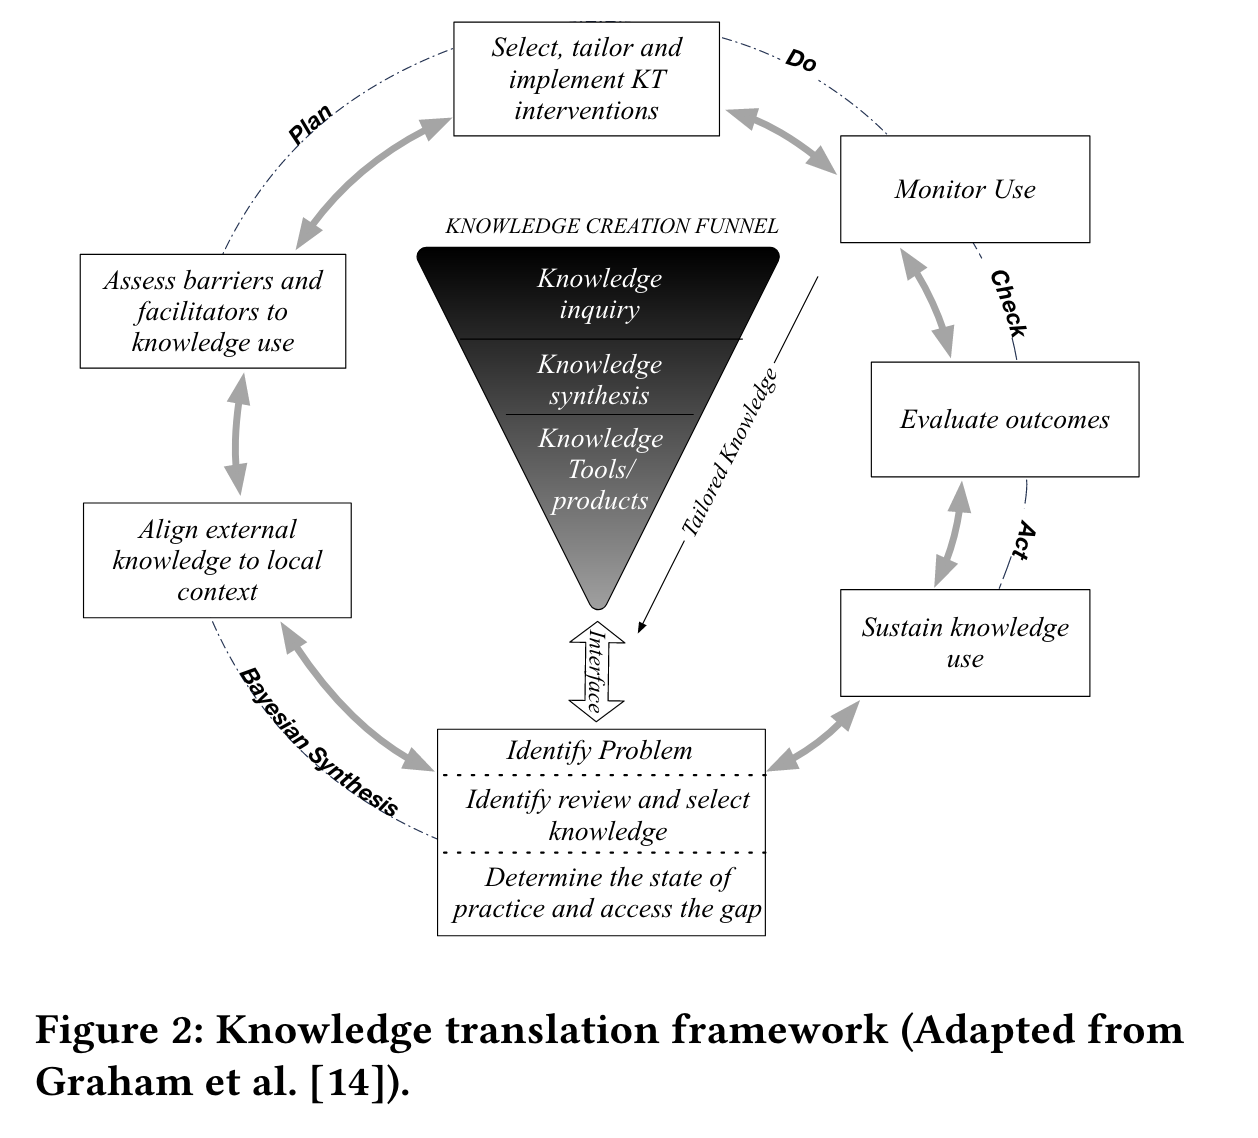 Select, tailor and
implement KT
interventions
Do
Plan
Monitor Use
KNOWLEDGE CREATION FUNNEL
Assess barriers and
facilitators to
knowledge use
Knowledge
inquiry
Check
Knowledge
synthesis
Tailored Knowledge
Evaluate outcomes
Knowledge
Tools/
products
Align external
knowledge to local
context
Act
Sustain knowledge
use
Interface
Bayesian Synthesis
Identify Problem
Identify review and select
knowledge
Determine the state of
practice and access the gap
Figure 2: Knowledge translation framework (Adapted from
Graham et al. [14]).